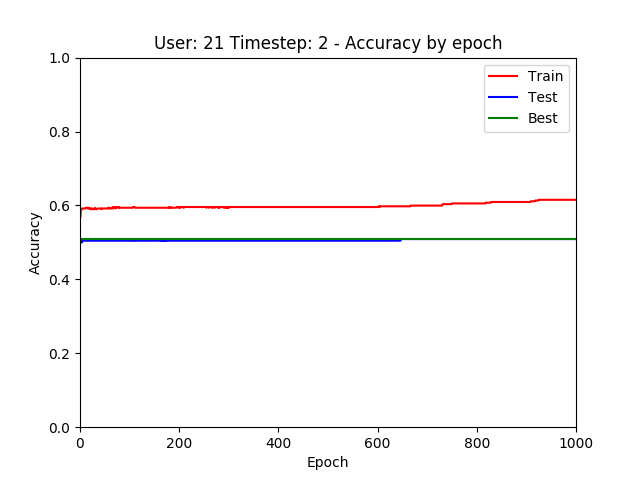 User: 21 Timestep: 2 - Accuracy by epoch
1.0
0.8
0.6
0.4
0.2
0.0
Accuracy
Train
Test
Best
0 200 400 600 800 1000
Epoch